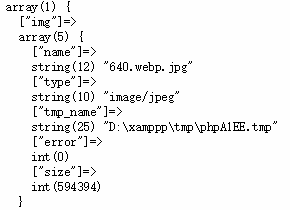 array(1) {
  ["img"]=>
  array(5) {
    ["name"]=>
    string(12) "640.webp.jpg"
    ["type"]=>
    string(10) "image/jpeg"
    ["tmp_name"]=>
    string(25) "D:\xamppp\tmp\phpA1EE.tmp"
    ["error"]=>
    int(0)
    ["size"]=>
    int(594394)
  }